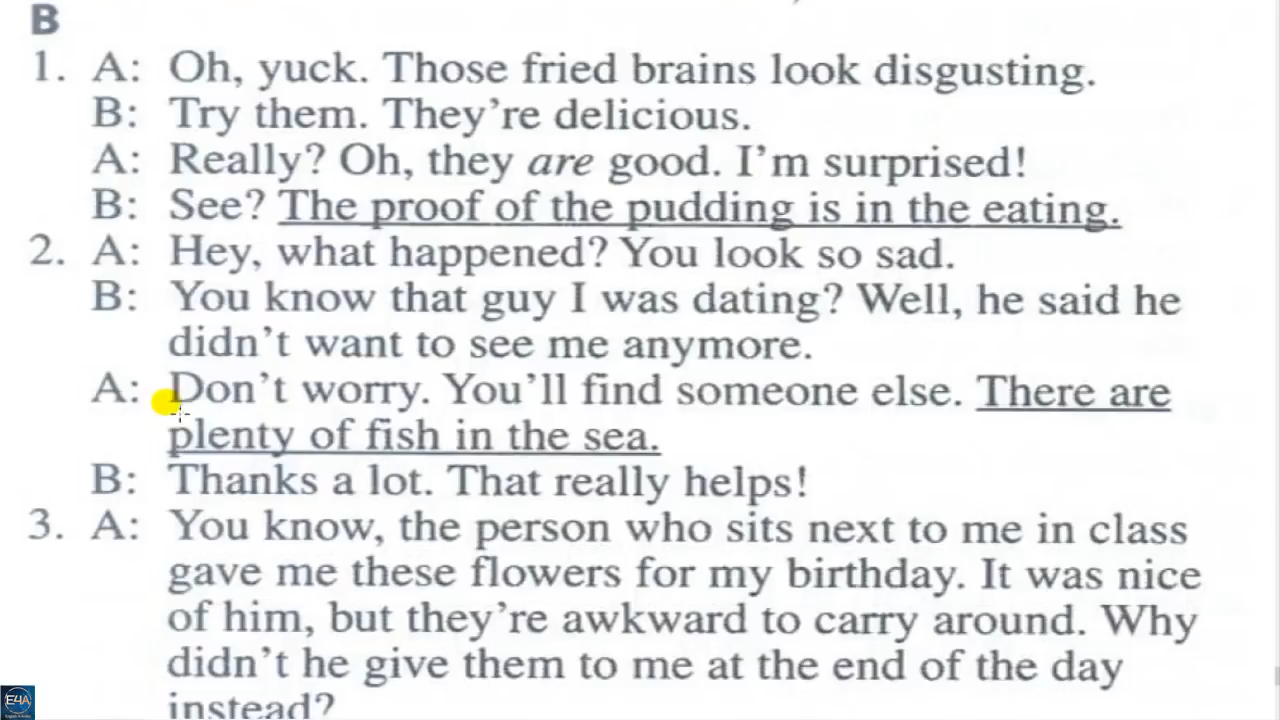 B
1. A: Oh, yuck. Those fried brains look disgusting.
B: Try them. They're delicious.
A: Really? Oh, they are good. I'm surprised!
B: See? The proof of the pudding is in the eating.
2. A: Hey, what happened? You look so sad.
B: You know that guy I was dating? Well, he said he
didn't want to see me anymore.
A: Don't worry. You'll find someone else. There are
plenty of fish in the sea.
B: Thanks a lot. That really helps!
3. A: You know, the person who sits next to me in class
gave me these flowers for my birthday. It was nice
of him, but they're awkward to carry around. Why
didn't he give them to me at the end of the day
instead?
E4A